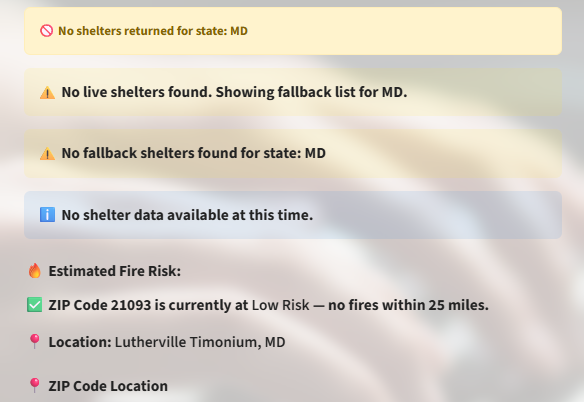 🚫 No shelters returned for state: MD
⚠️ No live shelters found. Showing fallback list for MD.
⚠️ No fallback shelters found for state: MD
ℹ️ No shelter data available at this time.
🔥 Estimated Fire Risk:
✅ ZIP Code 21093 is currently at Low Risk — no fires within 25 miles.
📍 Location: Lutherville Timonium, MD
📍 ZIP Code Location